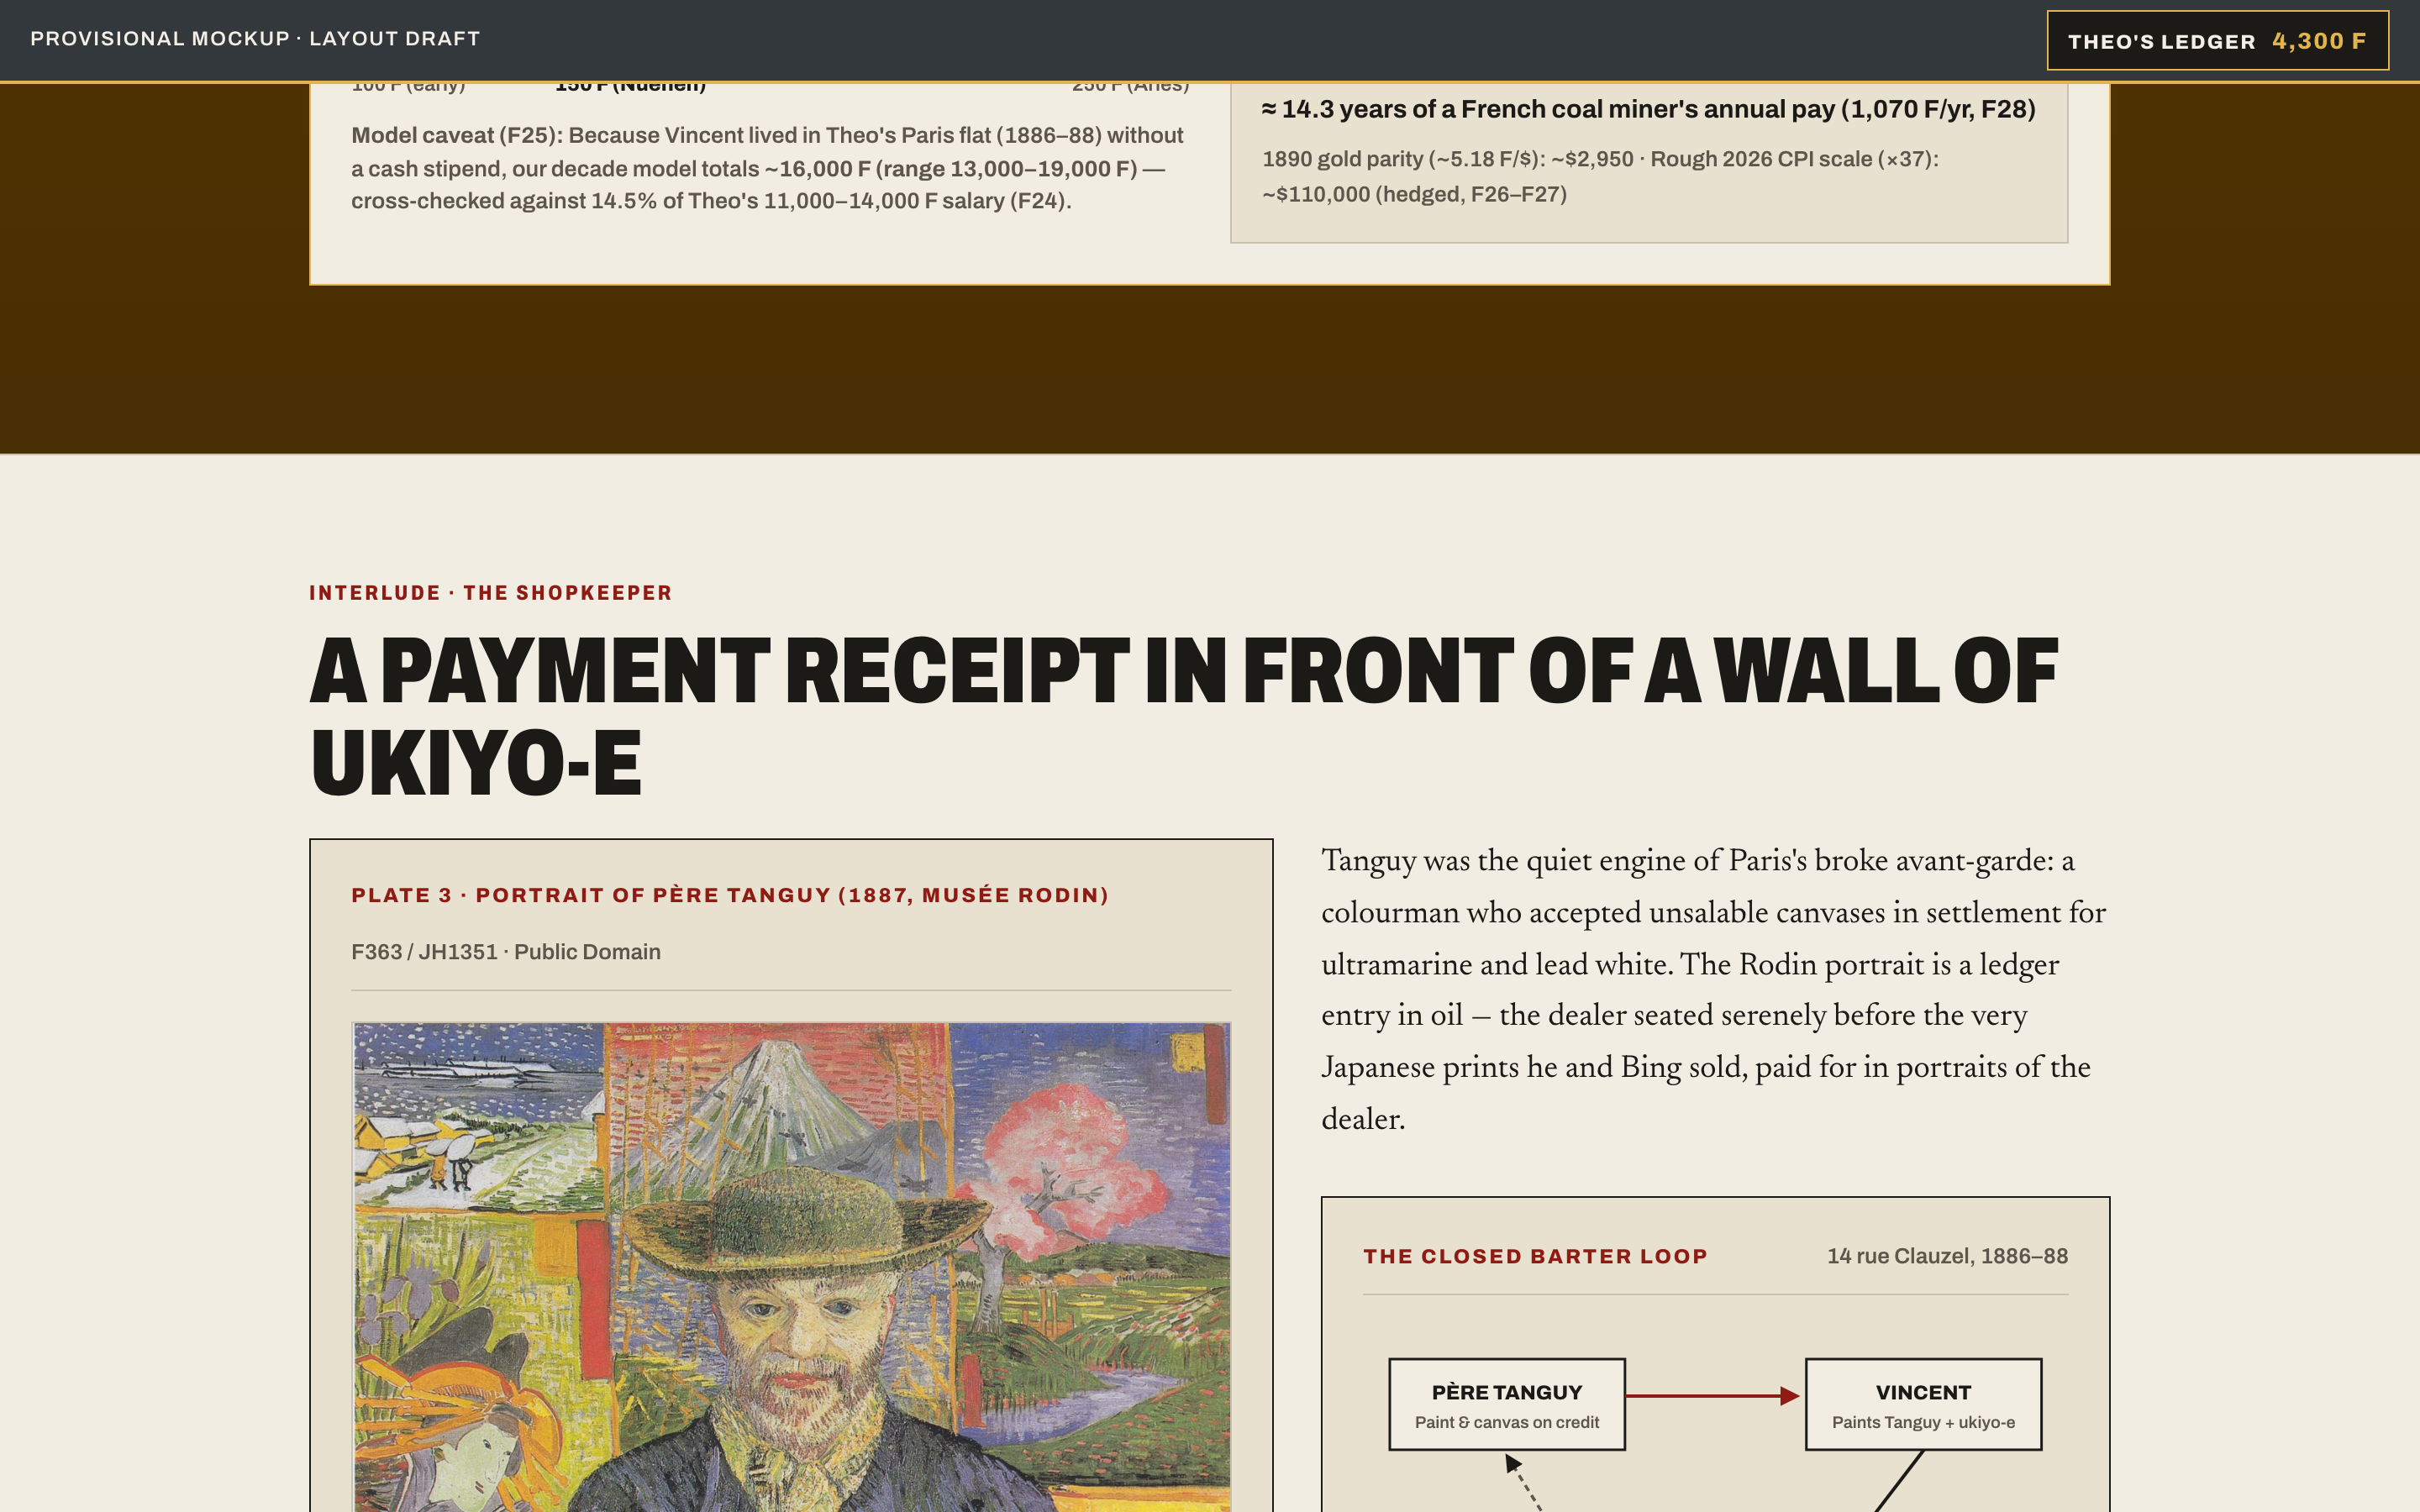 PROVISIONAL MOCKUP · LAYOUT DRAFT
THEO'S LEDGER 4,300 F
100 F (early) 150 F (Nuenen) 250 F (Arles)
Model caveat (F25): Because Vincent lived in Theo's Paris flat (1886–88) without
a cash stipend, our decade model totals ~16,000 F (range 13,000–19,000 F) —
cross-checked against 14.5% of Theo's 11,000–14,000 F salary (F24).
≈ 14.3 years of a French coal miner's annual pay (1,070 F/yr, F28)
1890 gold parity (~5.18 F/$): ~$2,950 · Rough 2026 CPI scale (×37):
~$110,000 (hedged, F26–F27)
INTERLUDE · THE SHOPKEEPER
A PAYMENT RECEIPT IN FRONT OF A WALL OF
UKIYO-E
PLATE 3 · PORTRAIT OF PÈRE TANGUY (1887, MUSÉE RODIN)
F363 / JH1351 · Public Domain
Tanguy was the quiet engine of Paris's broke avant-garde: a
colourman who accepted unsalable canvases in settlement for
ultramarine and lead white. The Rodin portrait is a ledger
entry in oil — the dealer seated serenely before the very
Japanese prints he and Bing sold, paid for in portraits of the
dealer.
THE CLOSED BARTER LOOP
14 rue Clauzel, 1886–88
PÈRE TANGUY
Paint & canvas on credit
VINCENT
Paints Tanguy + ukiyo-e